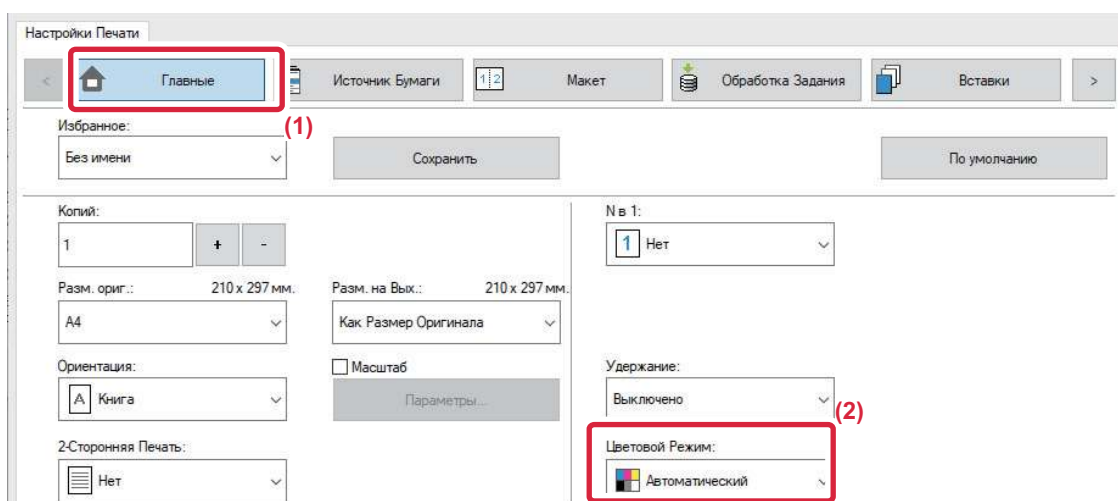 Настройки Печати
< Главные Источник Бумаги 1 2 Макет Обработка Задания Вставки >
(1)
Избранное:
Без имени Сохранить По умолчанию
Копий: N в 1:
1 + - 1 Нет
Разм. ориг.: 210 x 297 мм. Разм. на Вых.: 210 x 297 мм.
A4 Как Размер Оригинала
Ориентация: Масштаб Удержание:
A Книга Параметры... Выключено
(2)
2-Сторонняя Печать: Цветовой Режим:
Нет Автоматический